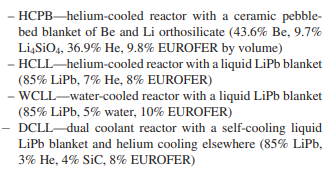 – HCPB—helium-cooled reactor with a ceramic pebble-
bed blanket of Be and Li orthosilicate (43.6% Be, 9.7%
Li₄SiO₄, 36.9% He, 9.8% EUROFER by volume)
– HCLL—helium-cooled reactor with a liquid LiPb blanket
(85% LiPb, 7% He, 8% EUROFER)
– WCLL—water-cooled reactor with a liquid LiPb blanket
(85% LiPb, 5% water, 10% EUROFER)
– DCLL—dual coolant reactor with a self-cooling liquid
LiPb blanket and helium cooling elsewhere (85% LiPb,
3% He, 4% SiC, 8% EUROFER)